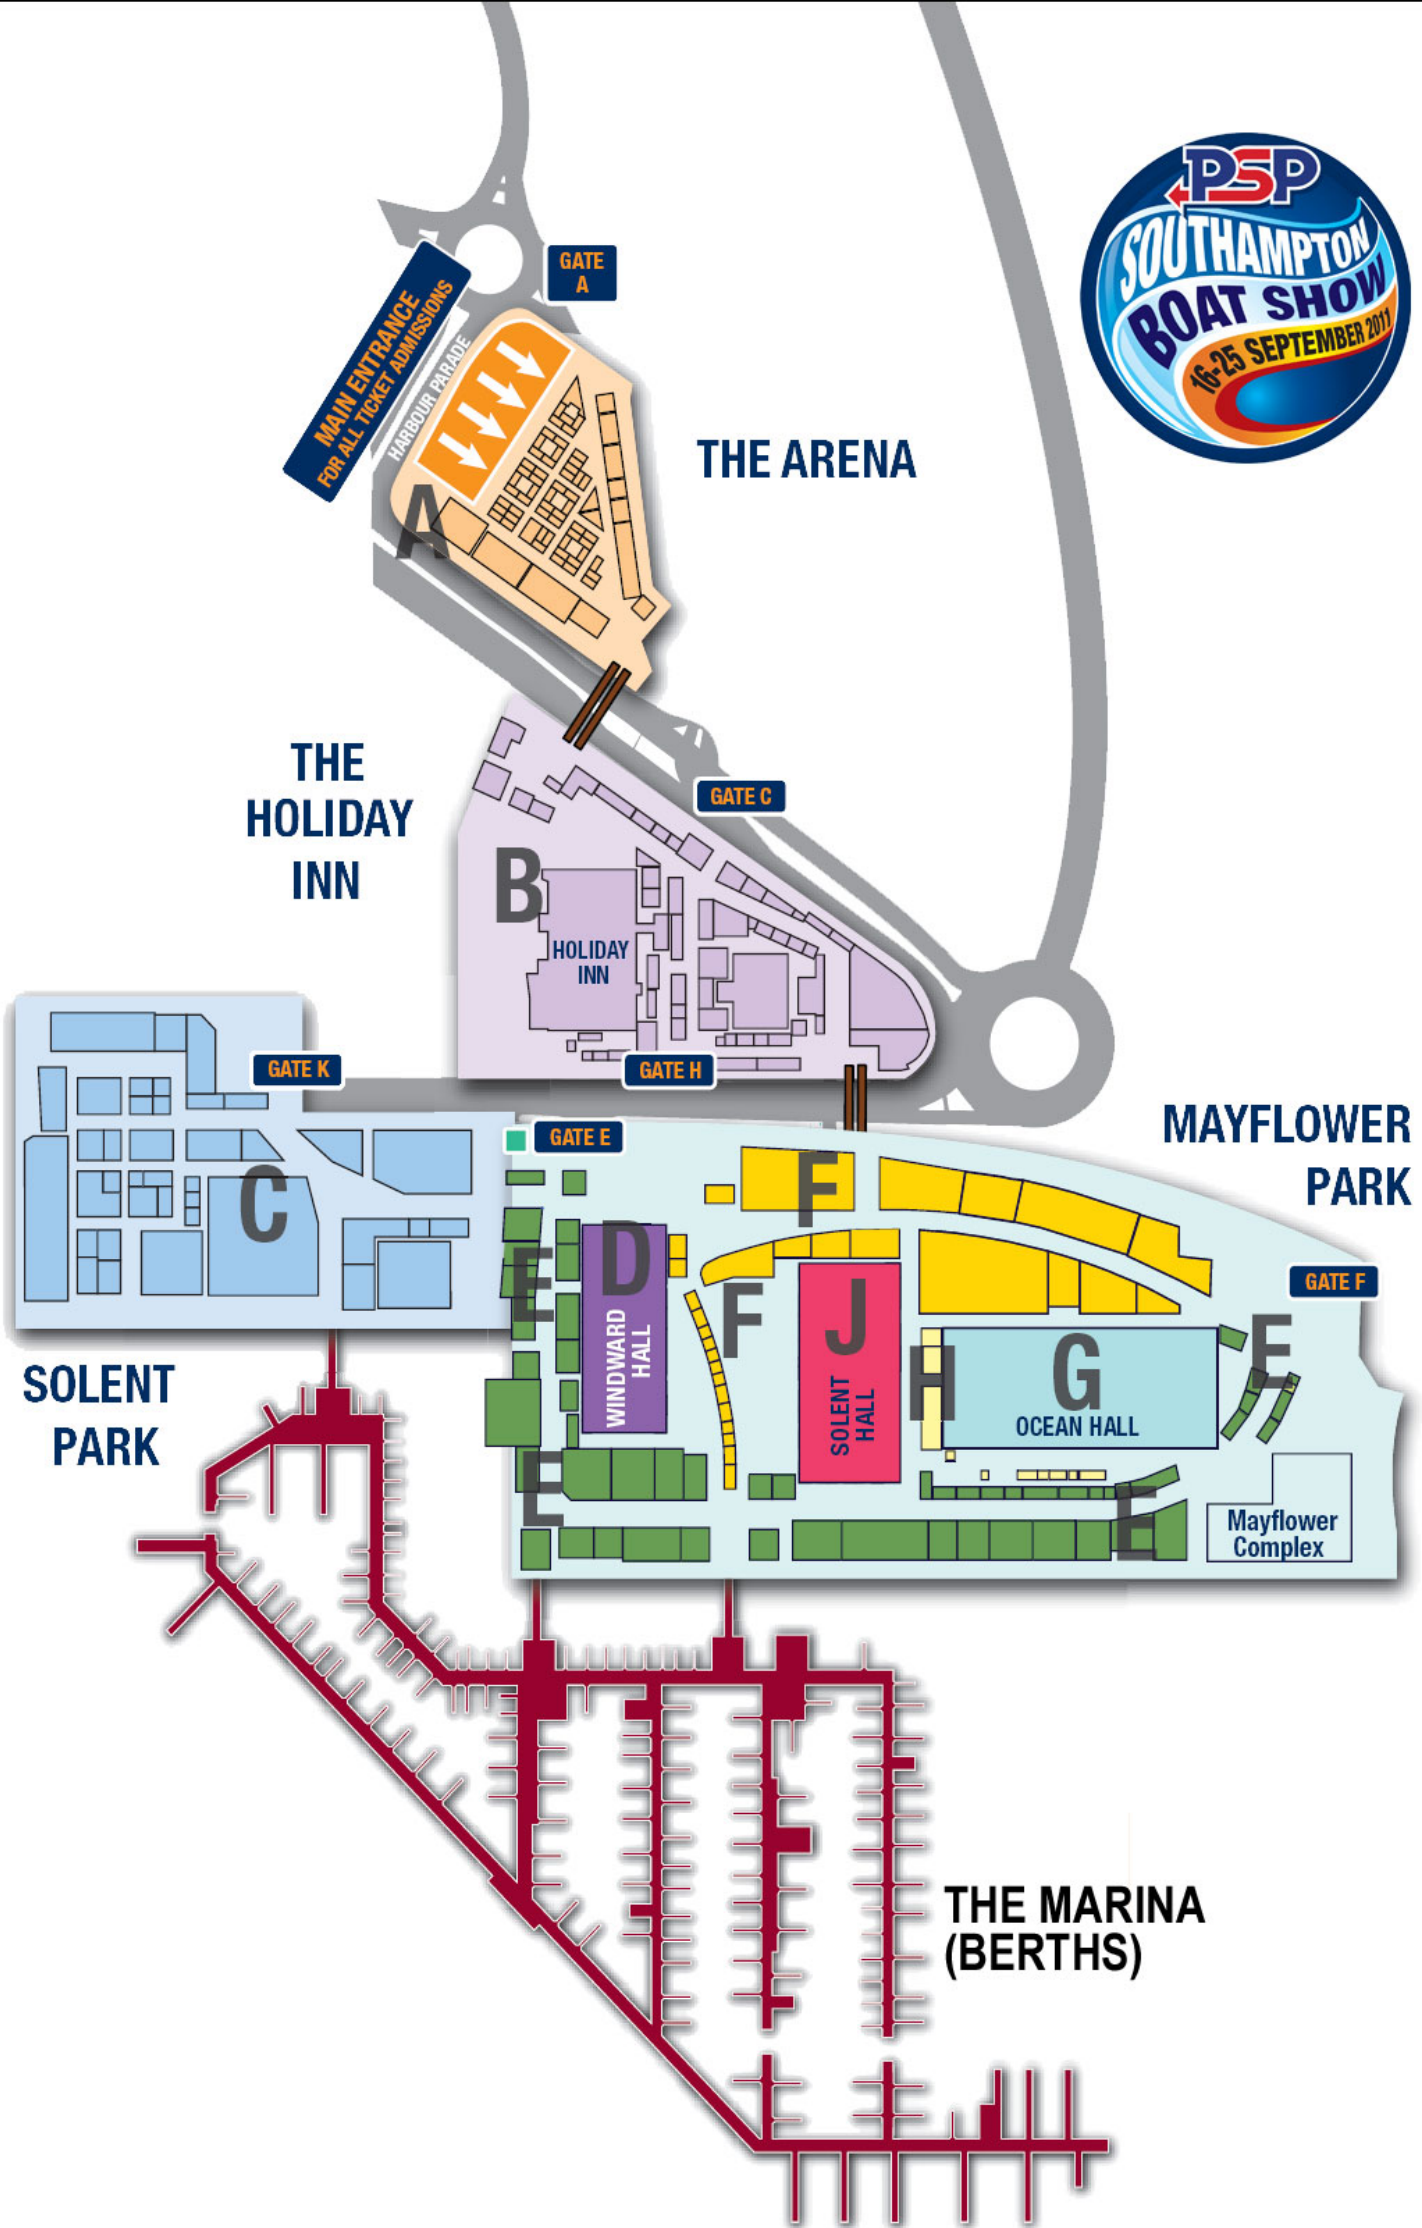 PSP
SOUTHAMPTON
BOAT SHOW
16-25 SEPTEMBER 2011
GATE
A
MAIN ENTRANCE
FOR ALL TICKET ADMISSIONS
HARBOUR PARADE
THE ARENA
A
THE
HOLIDAY
INN
GATE C
B
HOLIDAY
INN
GATE K
GATE H
MAYFLOWER
PARK
GATE E
C
F
D
E
WINDWARD
HALL
F
J
SOLENT
HALL
H
G
OCEAN HALL
GATE F
E
SOLENT
PARK
E
E
Mayflower
Complex
THE MARINA
(BERTHS)